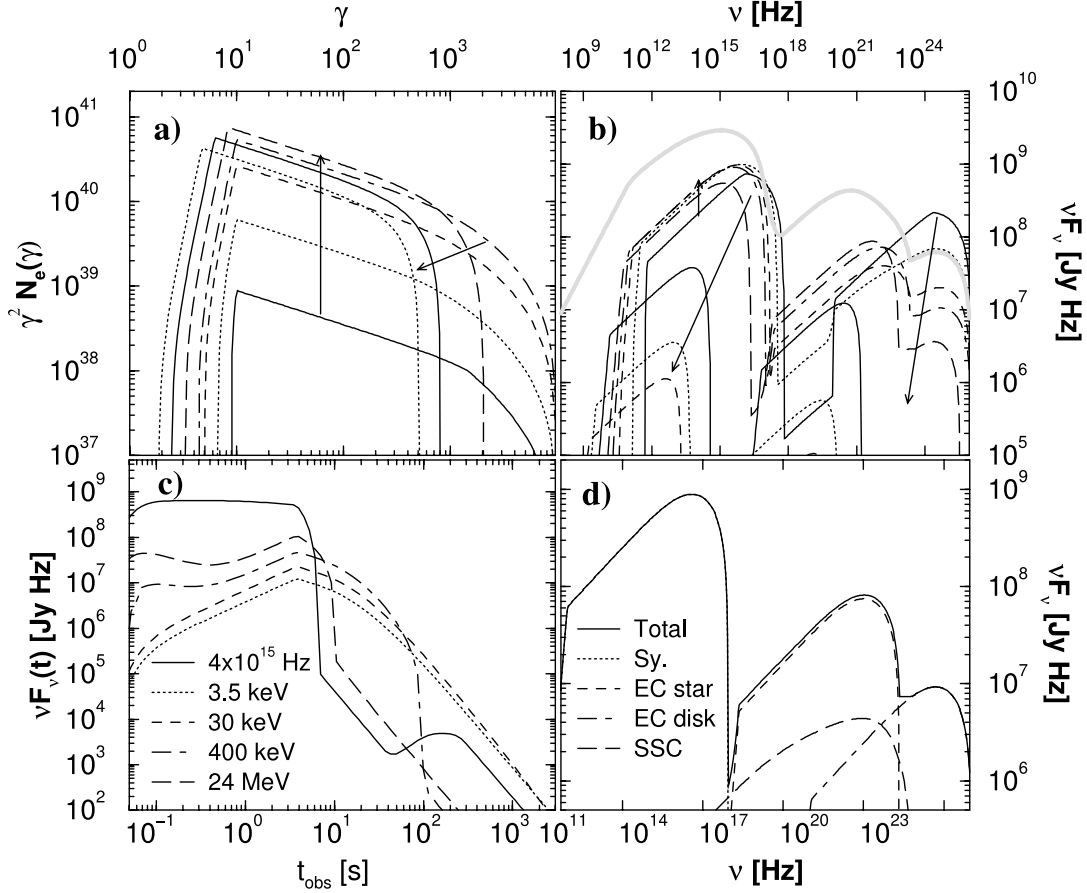 γ
ν [Hz]
10^0 10^1 10^2 10^3
10^9 10^12 10^15 10^18 10^21 10^24
a)
b)
γ^2 N_e(γ)
10^41
10^40
10^39
10^38
10^37
10^10
10^9
10^8
10^7
10^6
10^5
νF_ν [Jy Hz]
c)
d)
νF_ν(t) [Jy Hz]
10^9
10^8
10^7
10^6
10^5
10^4
10^3
10^2
4x10^15 Hz
3.5 keV
30 keV
400 keV
24 MeV
Total
Sy.
EC star
EC disk
SSC
10^9
10^8
10^7
10^6
νF_ν [Jy Hz]
10^-1 10^0 10^1 10^2 10^3
10^11 10^14 10^17 10^20 10^23
t_obs [s]
ν [Hz]